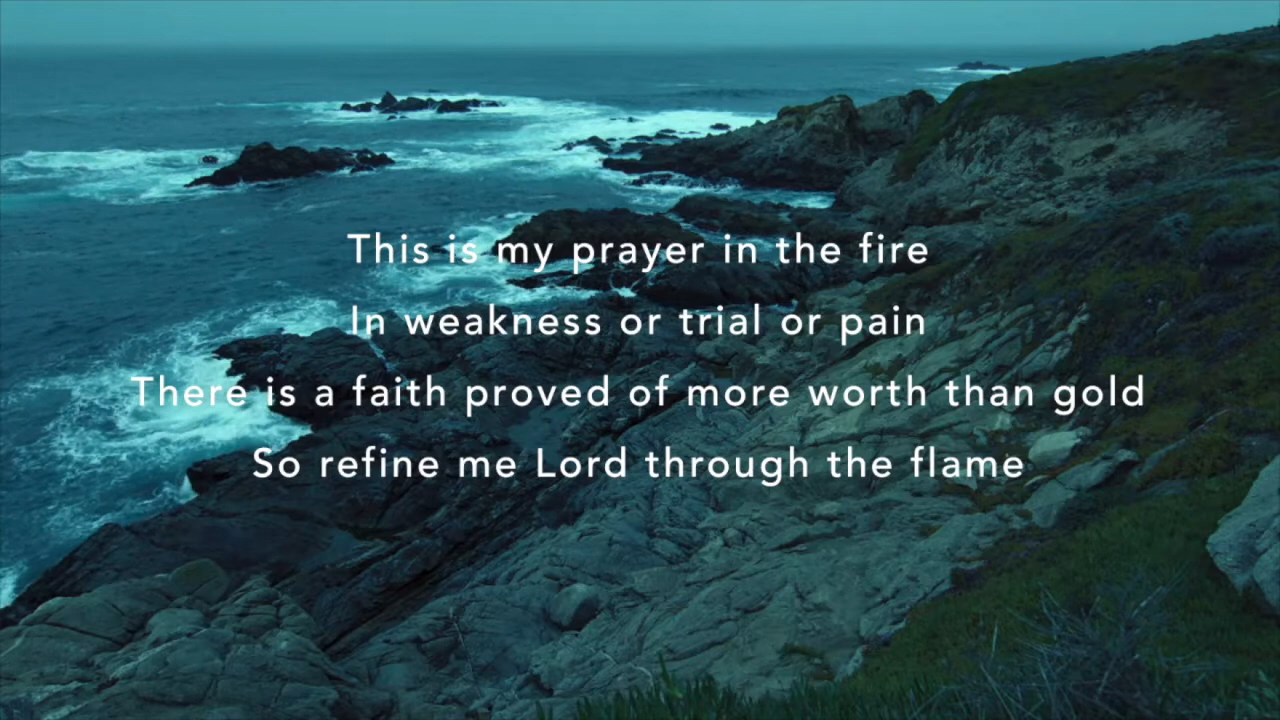 This is my prayer in the fire
In weakness or trial or pain
There is a faith proved of more worth than gold
So refine me Lord through the flame